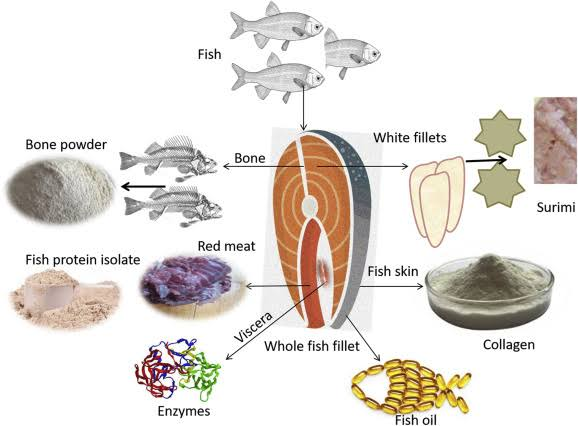 Fish
White fillets
Bone powder
Bone
Surimi
Red meat
Fish protein isolate
Fish skin
Viscera
Whole fish fillet
Collagen
Enzymes
Fish oil